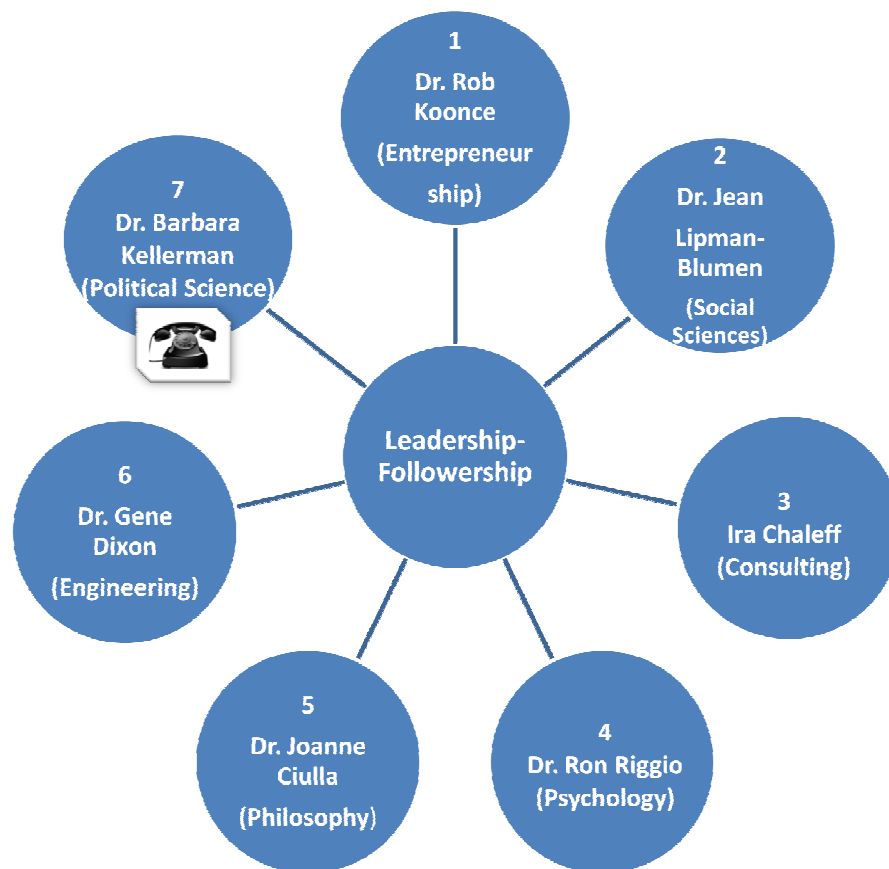 1
Dr. Rob
Koonce
(Entrepreneur
ship)
2
Dr. Jean
Lipman-
Blumen
(Social
Sciences)
3
Ira Chaleff
(Consulting)
4
Dr. Ron Riggio
(Psychology)
5
Dr. Joanne
Ciulla
(Philosophy)
6
Dr. Gene
Dixon
(Engineering)
7
Dr. Barbara
Kellerman
(Political Science)
Leadership-
Followership